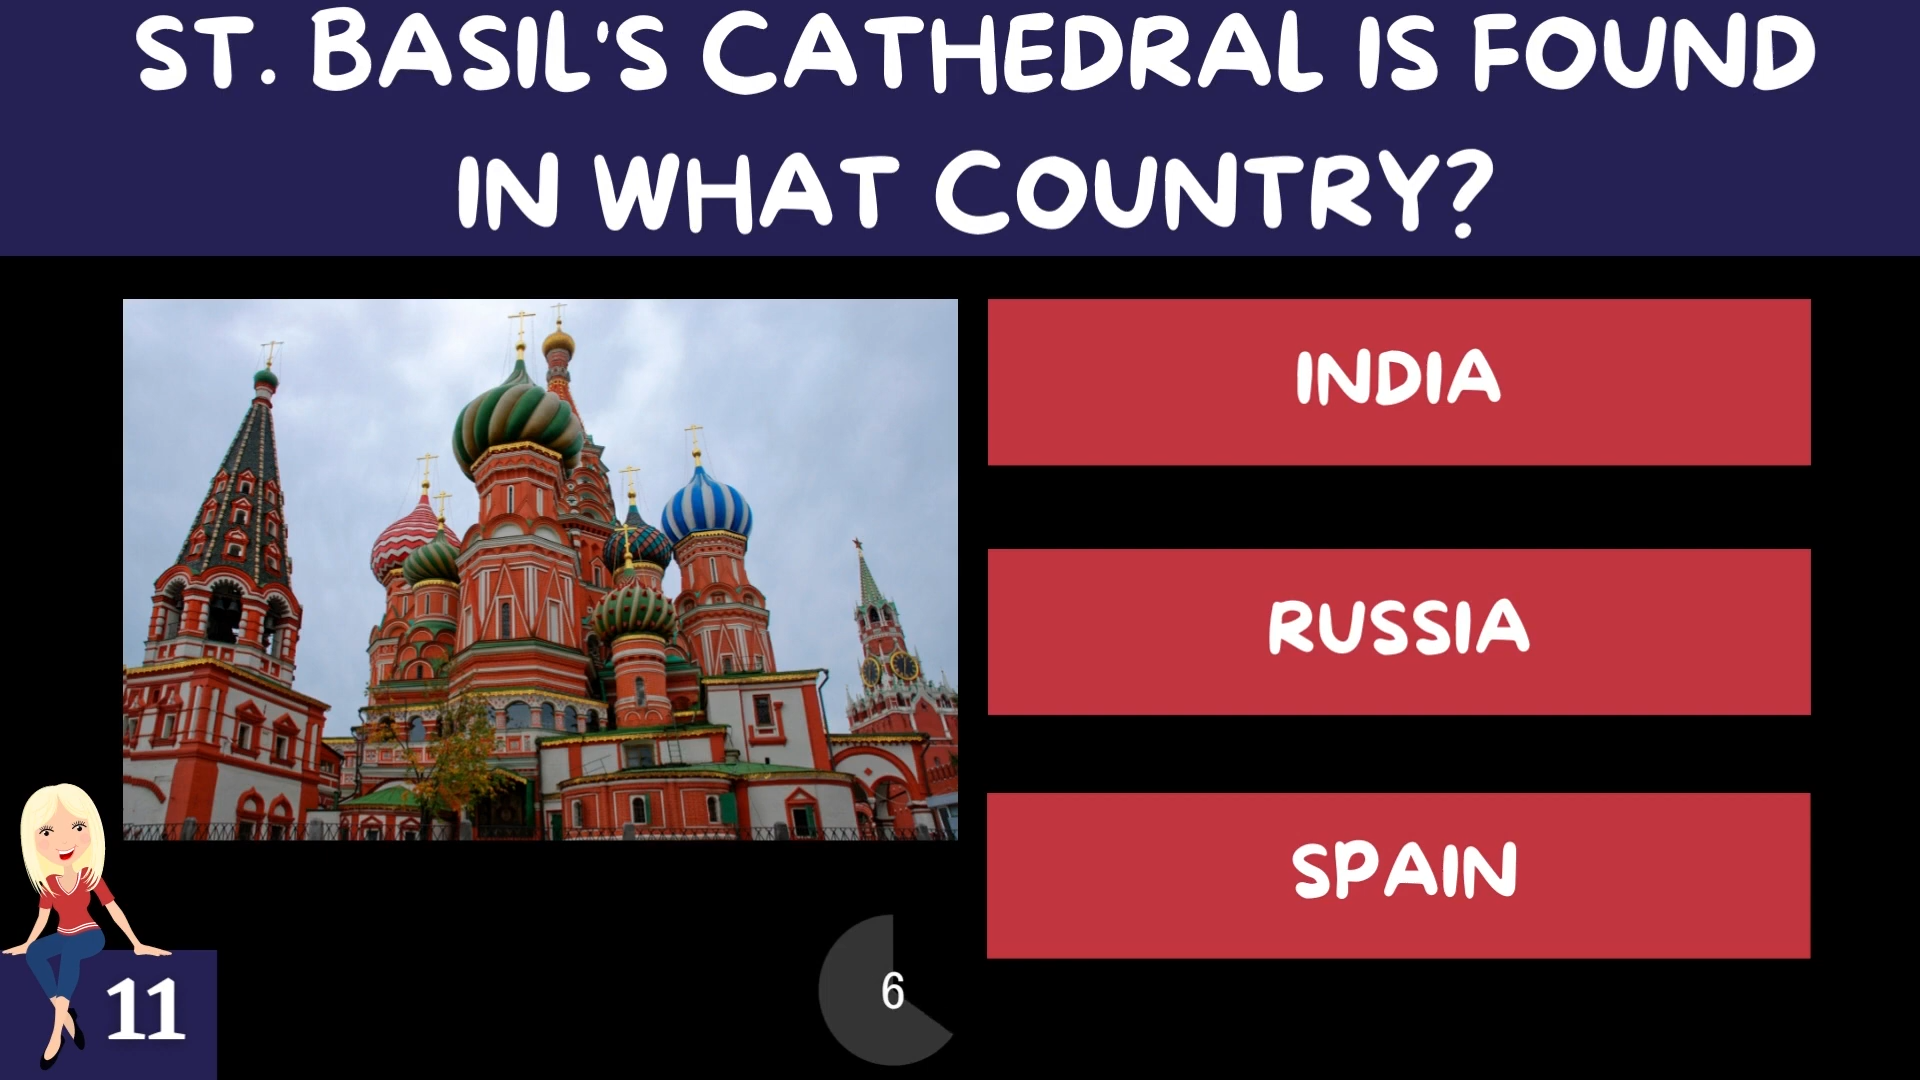 ST. BASIL'S CATHEDRAL IS FOUND
IN WHAT COUNTRY?
INDIA
RUSSIA
SPAIN
6
11